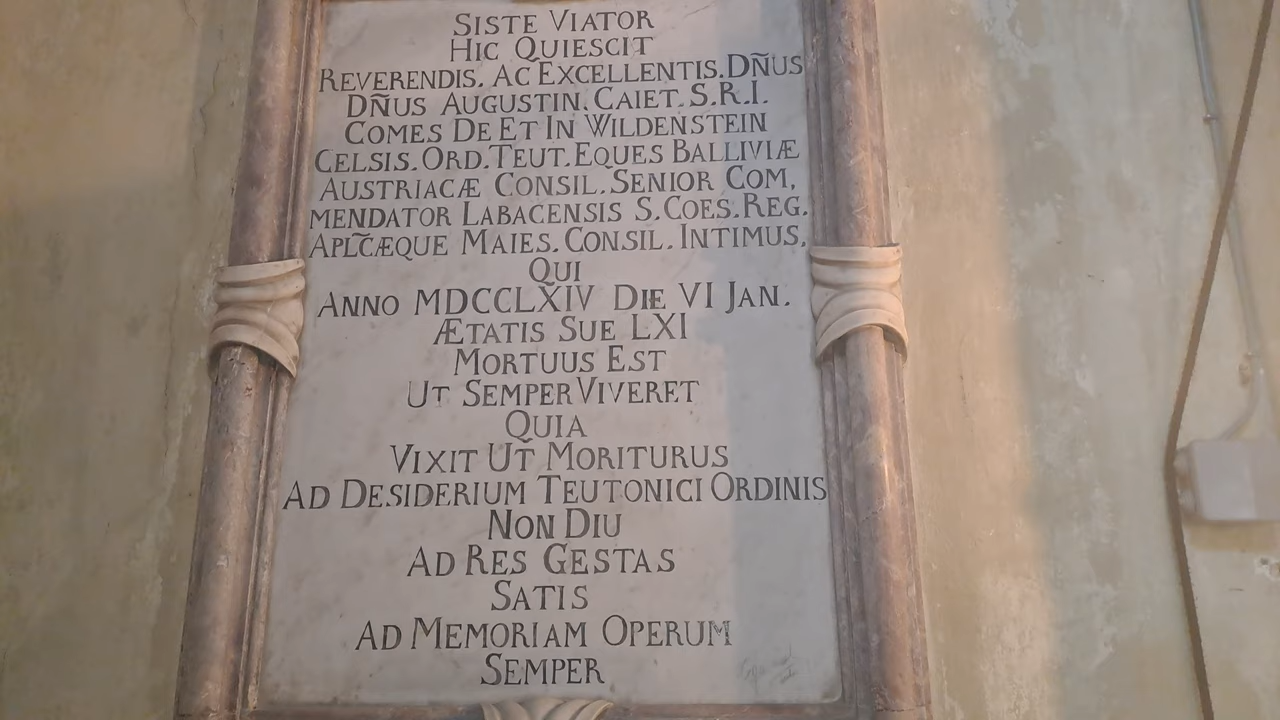 SISTE VIATOR
HIC QUIESCIT
REVERENDIS. AC EXCELLENTIS. DÑUS
DÑUS AUGUSTIN. CAIET. S.R.I.
COMES DE ET IN WILDENSTEIN
CELSIS. ORD. TEUT. EQUES BALLIVIÆ
AUSTRIACÆ CONSIL. SENIOR COM,
MENDATOR LABACENSIS S. COES. REG.
APLC̃ÆQUE MAIES. CONSIL. INTIMUS,
QUI
ANNO MDCCLXIV DIE VI JAN.
ÆTATIS SUE LXI
MORTUUS EST
UT SEMPER VIVERET
QUIA
VIXIT UT MORITURUS
AD DESIDERIUM TEUTONICI ORDINIS
NON DIU
AD RES GESTAS
SATIS
AD MEMORIAM OPERUM
SEMPER